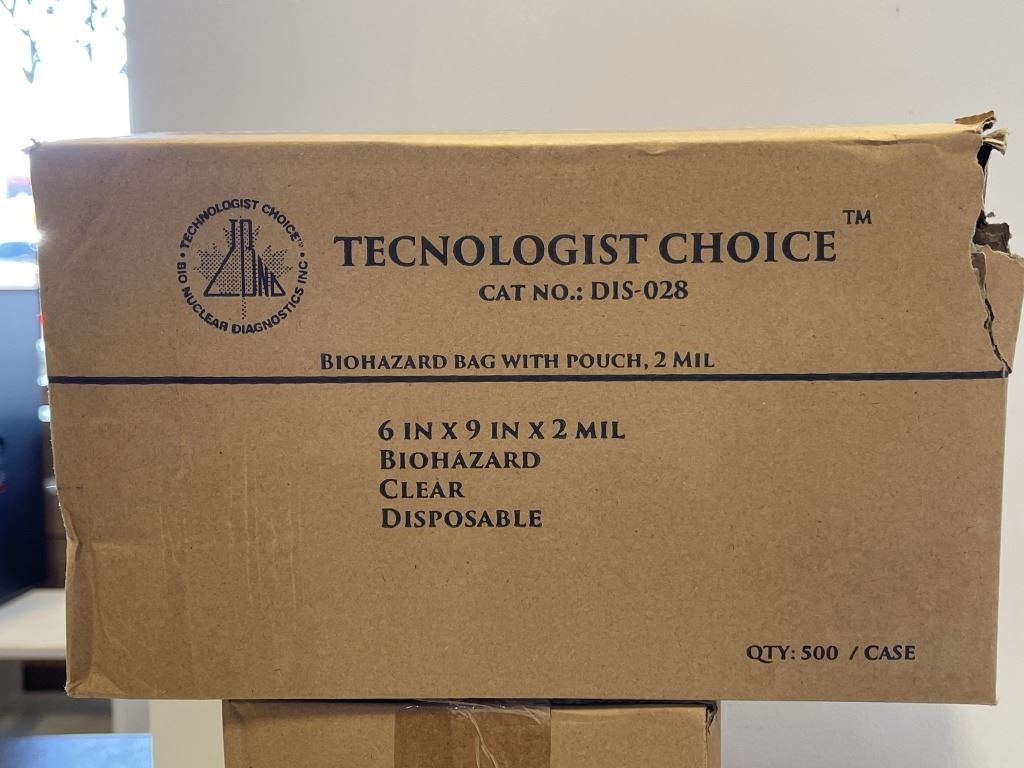 • TECHNOLOGIST CHOICE™ •
BIO NUCLEAR DIAGNOSTICS INC
BND
TECNOLOGIST CHOICE™
CAT NO.: DIS-028
BIOHAZARD BAG WITH POUCH, 2 MIL
6 IN X 9 IN X 2 MIL
BIOHAZARD
CLEAR
DISPOSABLE
QTY: 500 / CASE